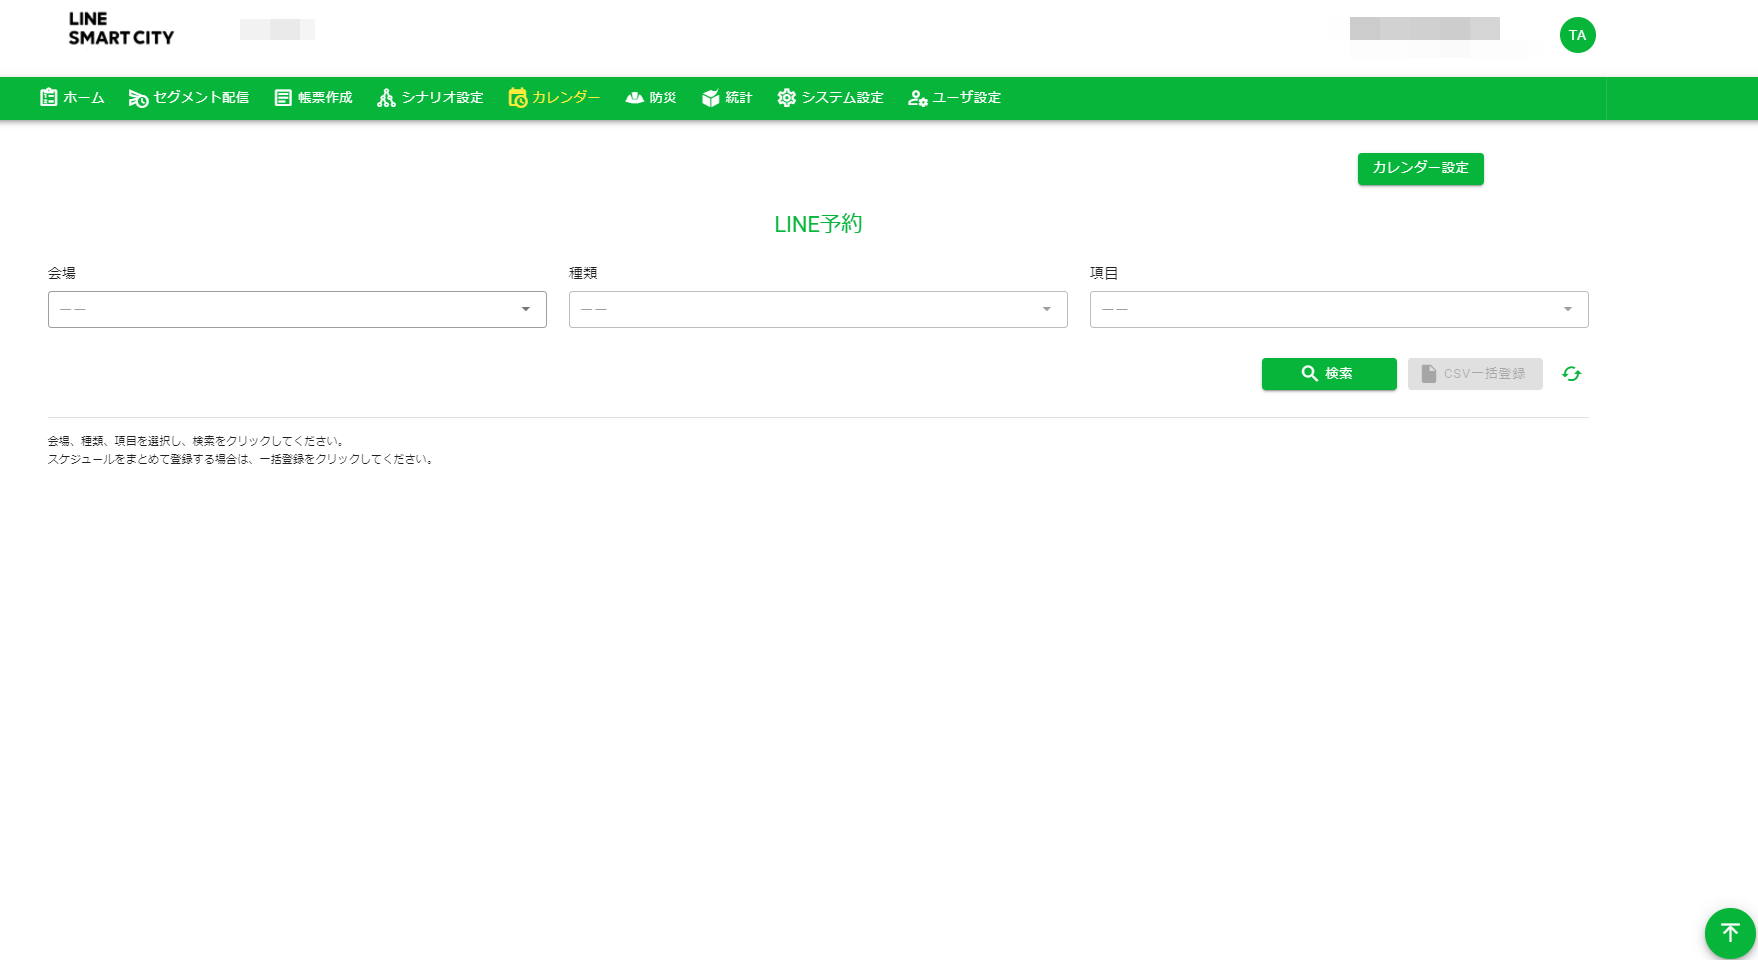 LINE
SMART CITY
TA
ホーム セグメント配信 帳票作成 シナリオ設定 カレンダー 防災 統計 システム設定 ユーザ設定
カレンダー設定
LINE予約
会場 種類 項目
―― ―― ――
検索 CSV一括登録
会場、種類、項目を選択し、検索をクリックしてください。
スケジュールをまとめて登録する場合は、一括登録をクリックしてください。